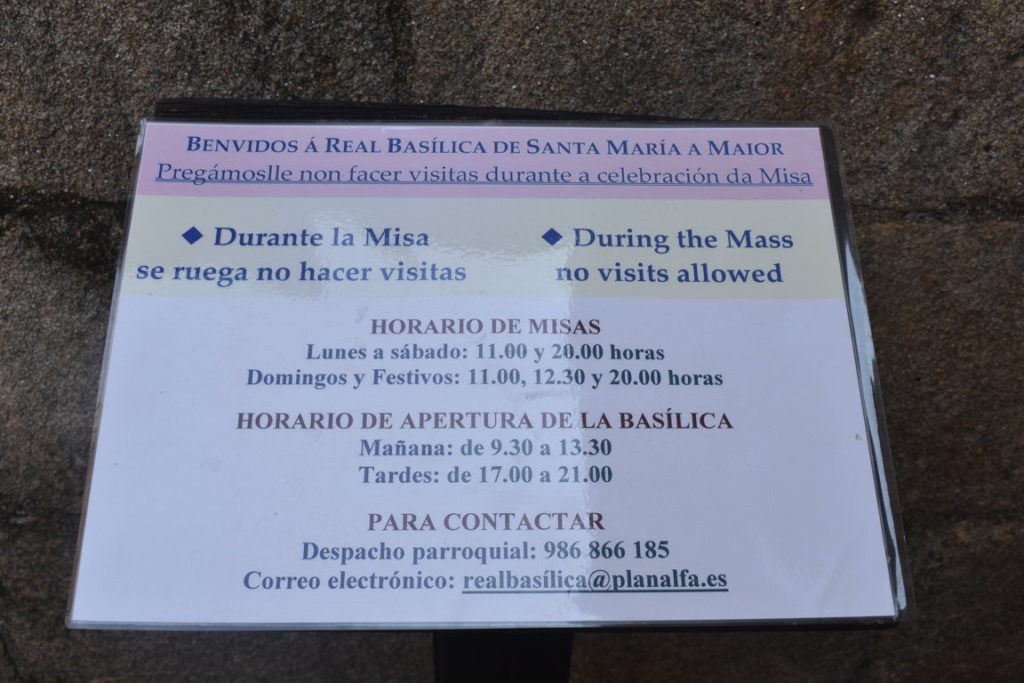 BENVIDOS Á REAL BASÍLICA DE SANTA MARÍA A MAIOR
Pregámoslle non facer visitas durante a celebración da Misa
◆ Durante la Misa
se ruega no hacer visitas
◆ During the Mass
no visits allowed
HORARIO DE MISAS
Lunes a sábado: 11.00 y 20.00 horas
Domingos y Festivos: 11.00, 12.30 y 20.00 horas
HORARIO DE APERTURA DE LA BASÍLICA
Mañana: de 9.30 a 13.30
Tardes: de 17.00 a 21.00
PARA CONTACTAR
Despacho parroquial: 986 866 185
Correo electrónico: realbasílica@planalfa.es